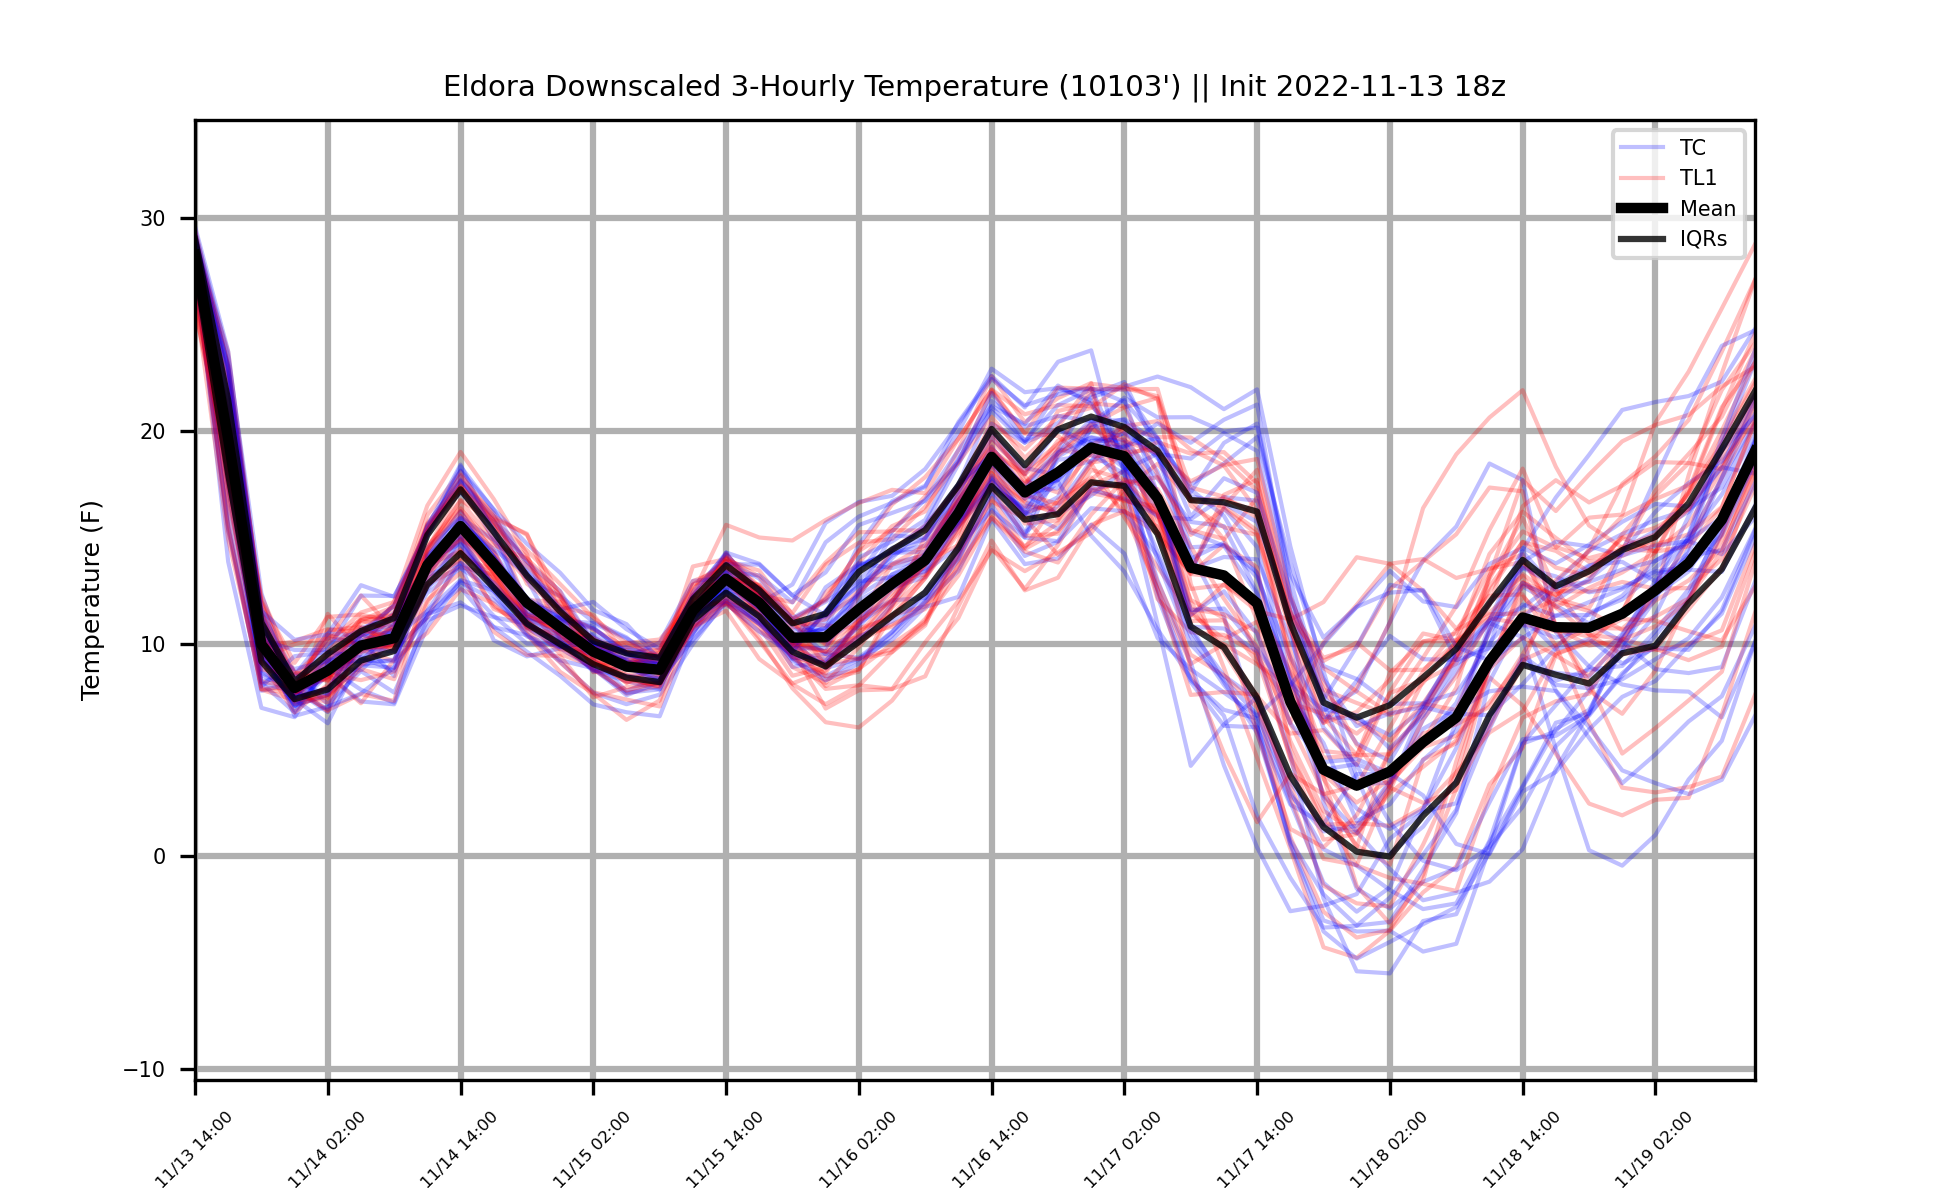 Eldora Downscaled 3-Hourly Temperature (10103') || Init 2022-11-13 18z
TC
TL1
Mean
IQRs
Temperature (F)
30
20
10
0
−10
11/13 14:00
11/14 02:00
11/14 14:00
11/15 02:00
11/15 14:00
11/16 02:00
11/16 14:00
11/17 02:00
11/17 14:00
11/18 02:00
11/18 14:00
11/19 02:00